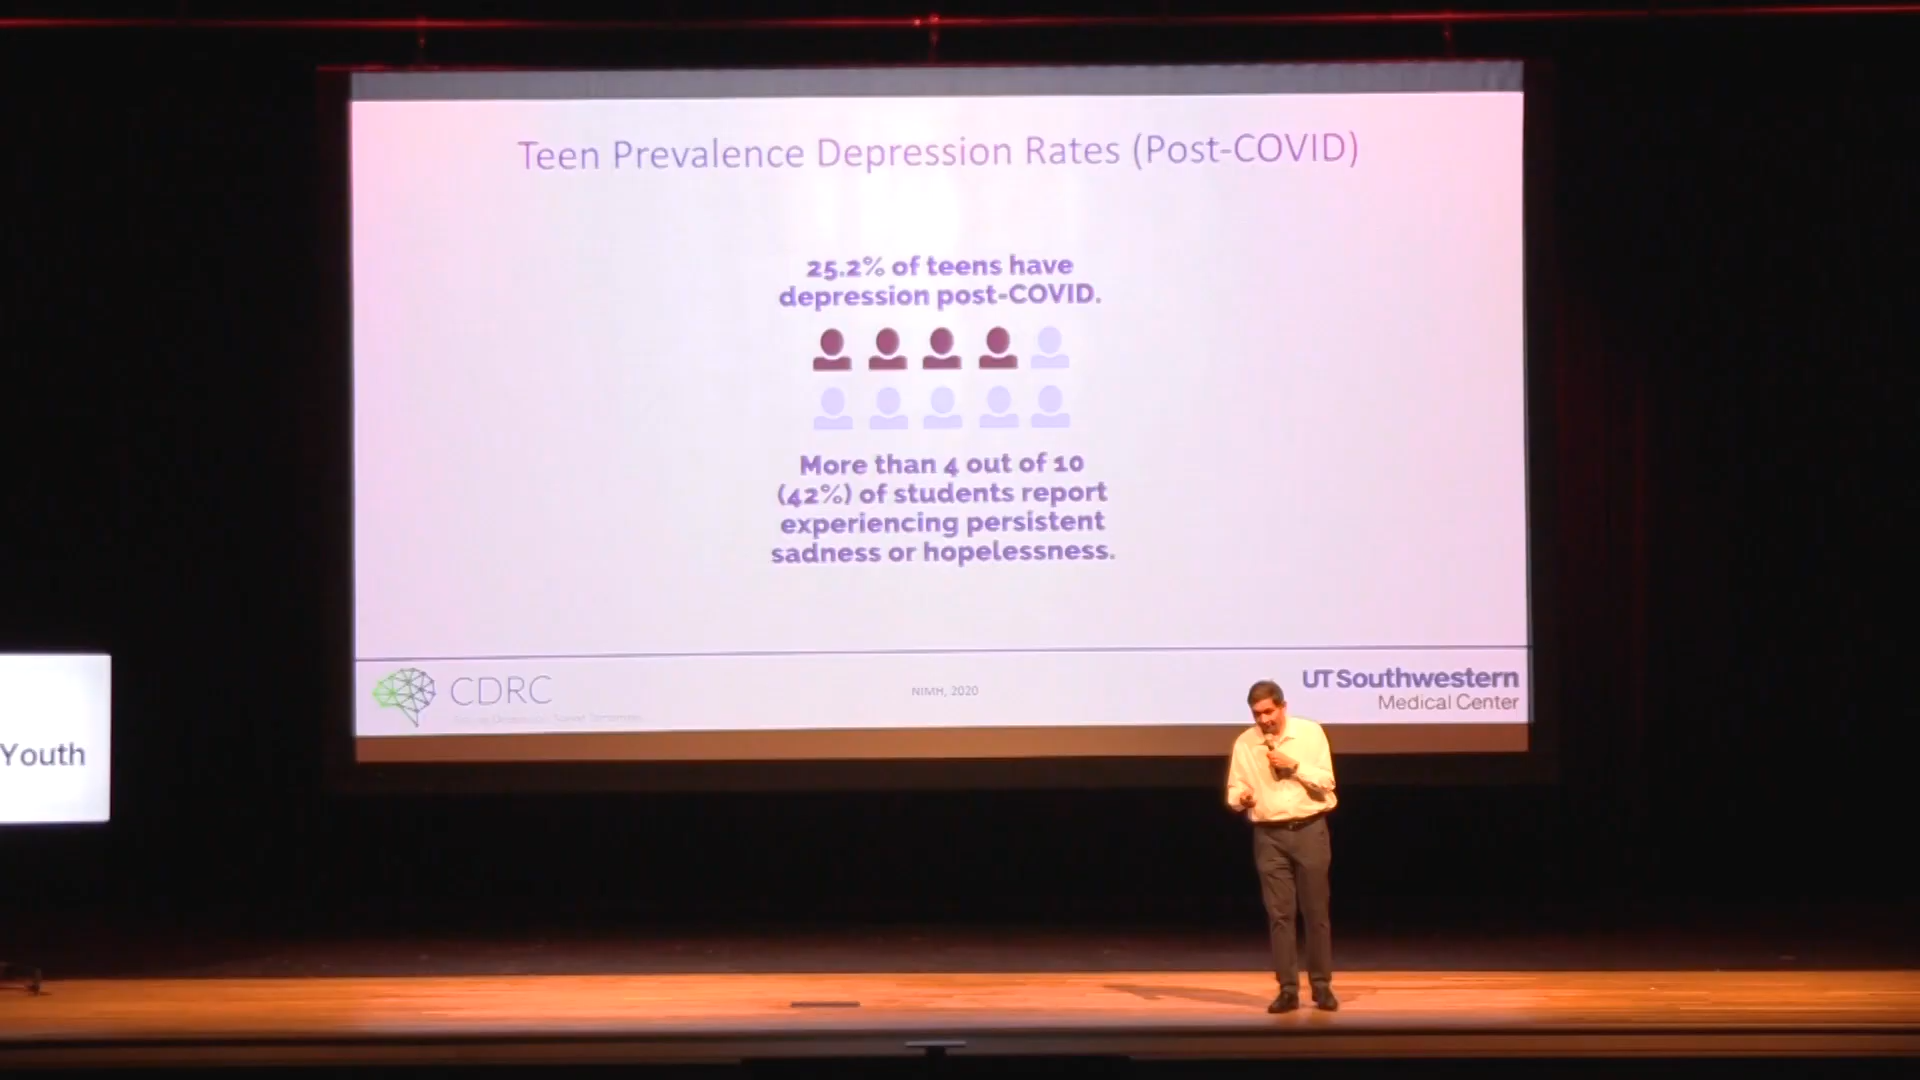 Teen Prevalence Depression Rates (Post-COVID)
25.2% of teens have
depression post-COVID.
More than 4 out of 10
(42%) of students report
experiencing persistent
sadness or hopelessness.
CDRC
NIMH, 2020
UTSouthwestern
Medical Center
Youth